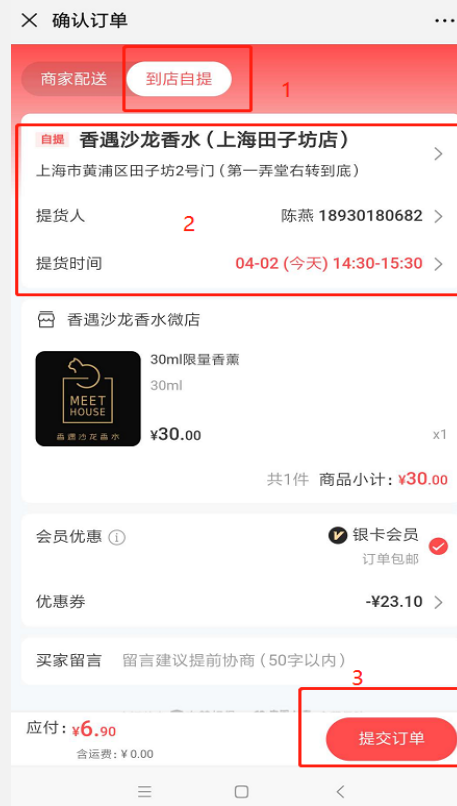 确认订单
商家配送 到店自提
1
自提 香遇沙龙香水（上海田子坊店）
上海市黄浦区田子坊2号门（第一弄堂右转到底）
提货人 陈燕 18930180682
2
提货时间 04-02 (今天) 14:30-15:30
香遇沙龙香水微店
30ml限量香薰
30ml
MEET
HOUSE
香遇沙龙香水
¥30.00 x1
共1件 商品小计: ¥30.00
会员优惠 银卡会员
订单包邮
优惠券 -¥23.10
买家留言 留言建议提前协商（50字以内）
3
应付: ¥6.90
含运费: ¥0.00
提交订单